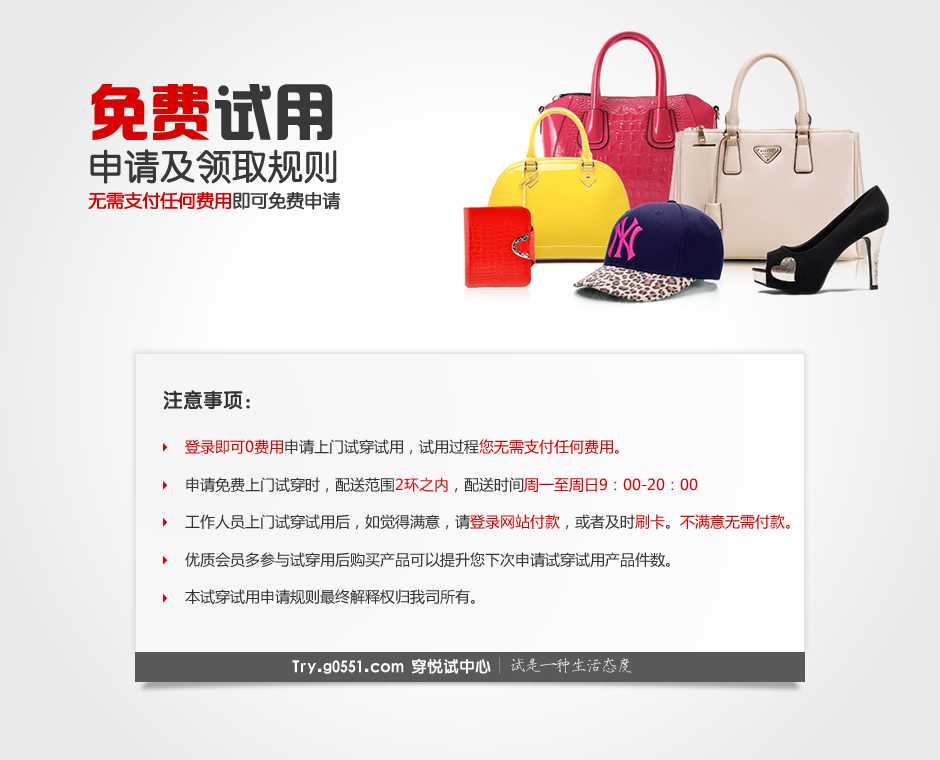 免费试用
申请及领取规则
无需支付任何费用即可免费申请
NY
注意事项：
登录即可0费用申请上门试穿试用，试用过程您无需支付任何费用。
申请免费上门试穿时，配送范围2环之内，配送时间周一至周日9：00-20：00
工作人员上门试穿试用后，如觉得满意，请登录网站付款，或者及时刷卡。不满意无需付款。
优质会员多参与试穿用后购买产品可以提升您下次申请试穿试用产品件数。
本试穿试用申请规则最终解释权归我司所有。
Try.g0551.com 穿悦试中心 | 试是一种生活态度